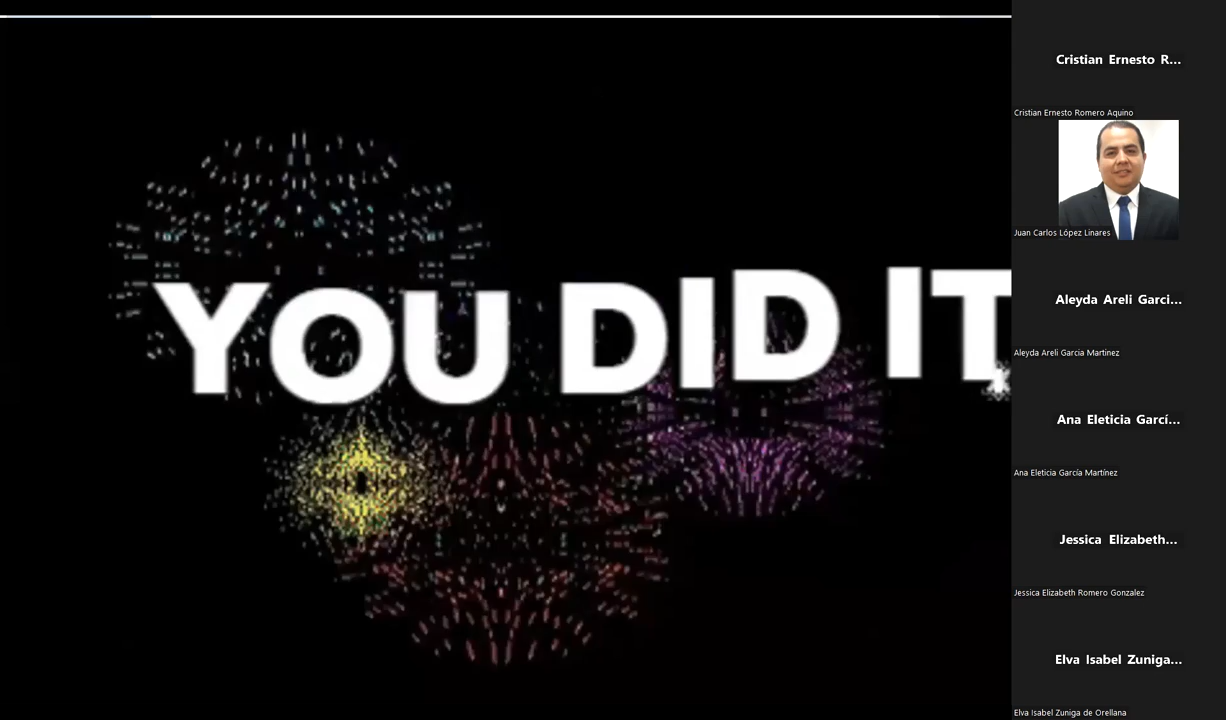 YOU DID IT
Cristian Ernesto R...
Cristian Ernesto Romero Aquino
Juan Carlos López Linares
Aleyda Areli Garci...
Aleyda Areli Garcia Martinez
Ana Eleticia Garcí...
Ana Eleticia García Martínez
Jessica Elizabeth...
Jessica Elizabeth Romero Gonzalez
Elva Isabel Zuniga...
Elva Isabel Zuniga de Orellana